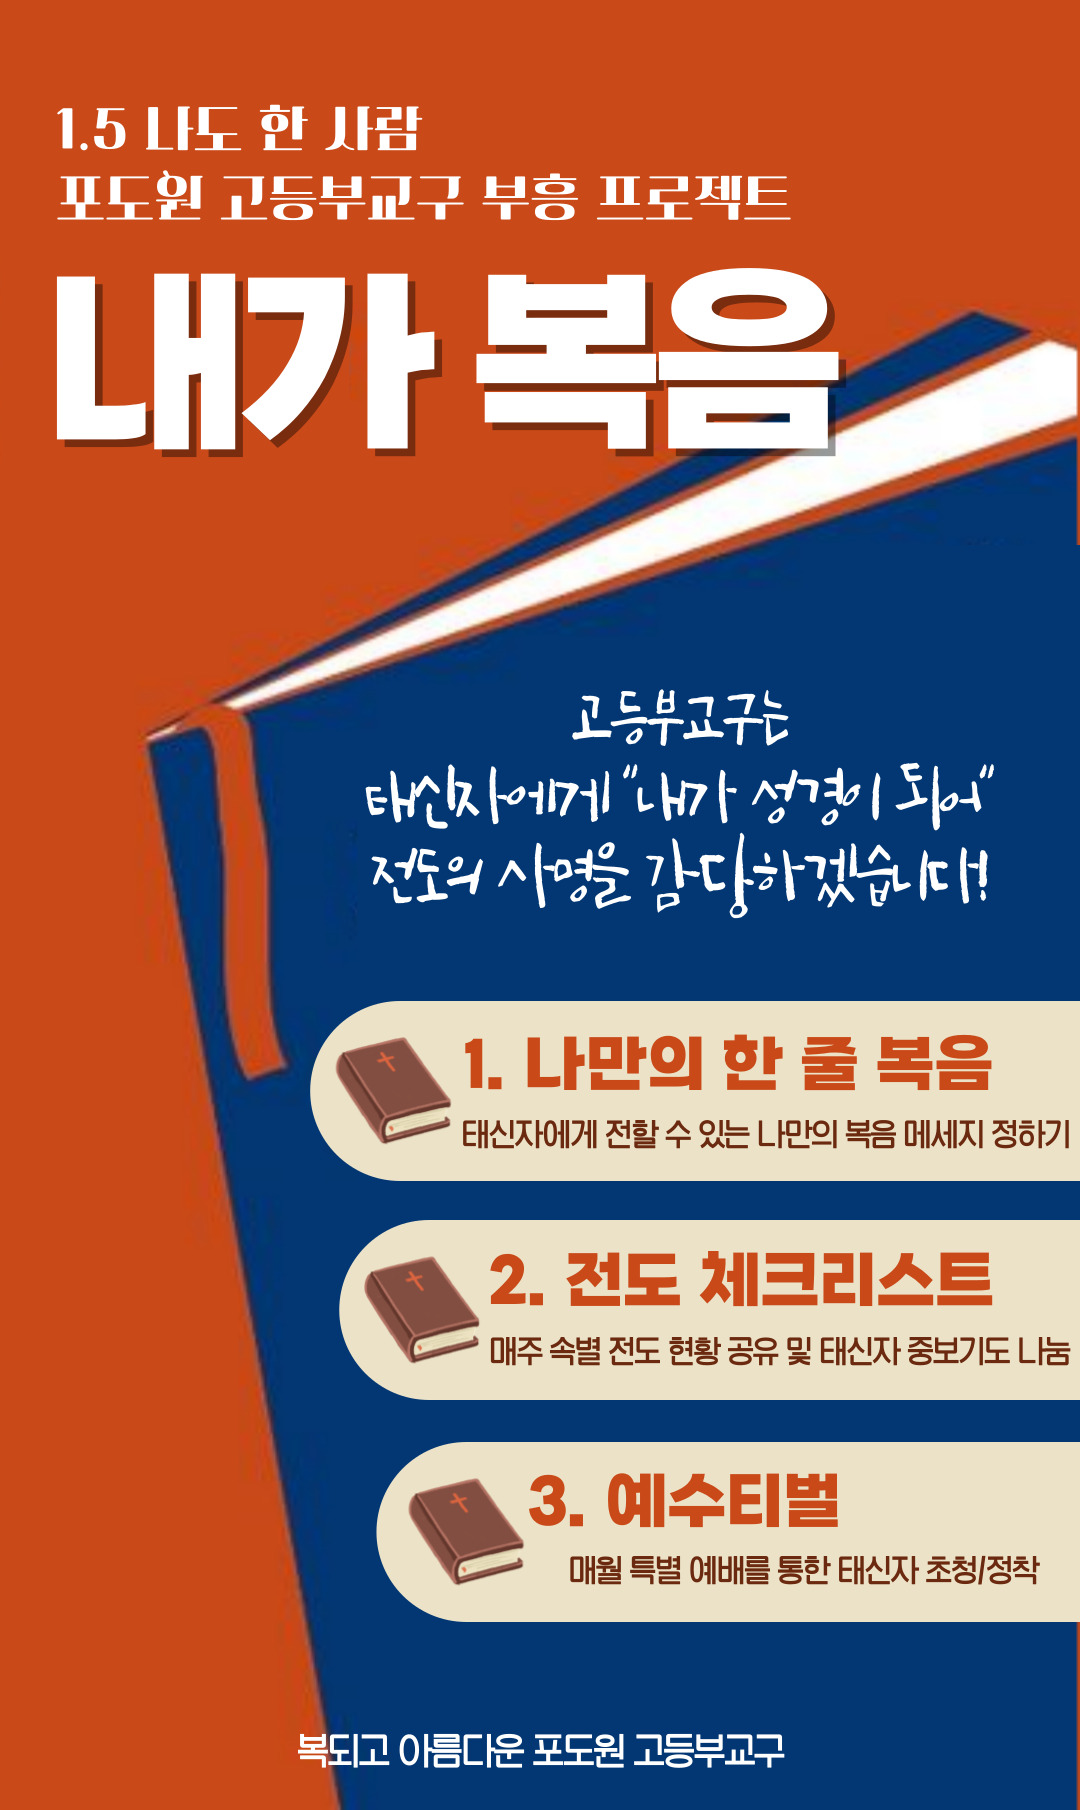 1.5 나도 한 사람
포도원 고등부교구 부흥 프로젝트
내가 복음
고등부교구는
태신자에게 "내가 성경이 되어"
전도의 사명을 감당하겠습니다!
1. 나만의 한 줄 복음
태신자에게 전할 수 있는 나만의 복음 메세지 정하기
2. 전도 체크리스트
매주 속별 전도 현황 공유 및 태신자 중보기도 나눔
3. 예수티벌
매월 특별 예배를 통한 태신자 초청/정착
복되고 아름다운 포도원 고등부교구